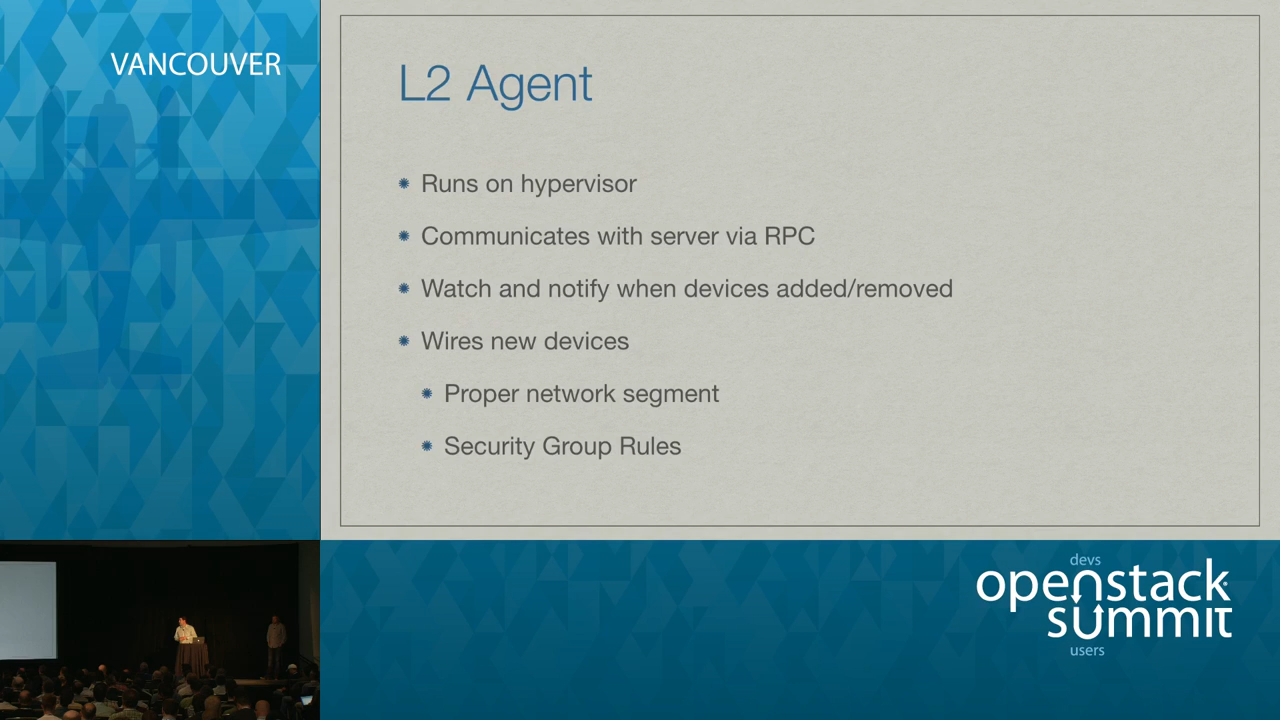 VANCOUVER
L2 Agent
Runs on hypervisor
Communicates with server via RPC
Watch and notify when devices added/removed
Wires new devices
Proper network segment
Security Group Rules
devs
openstack
summit
users